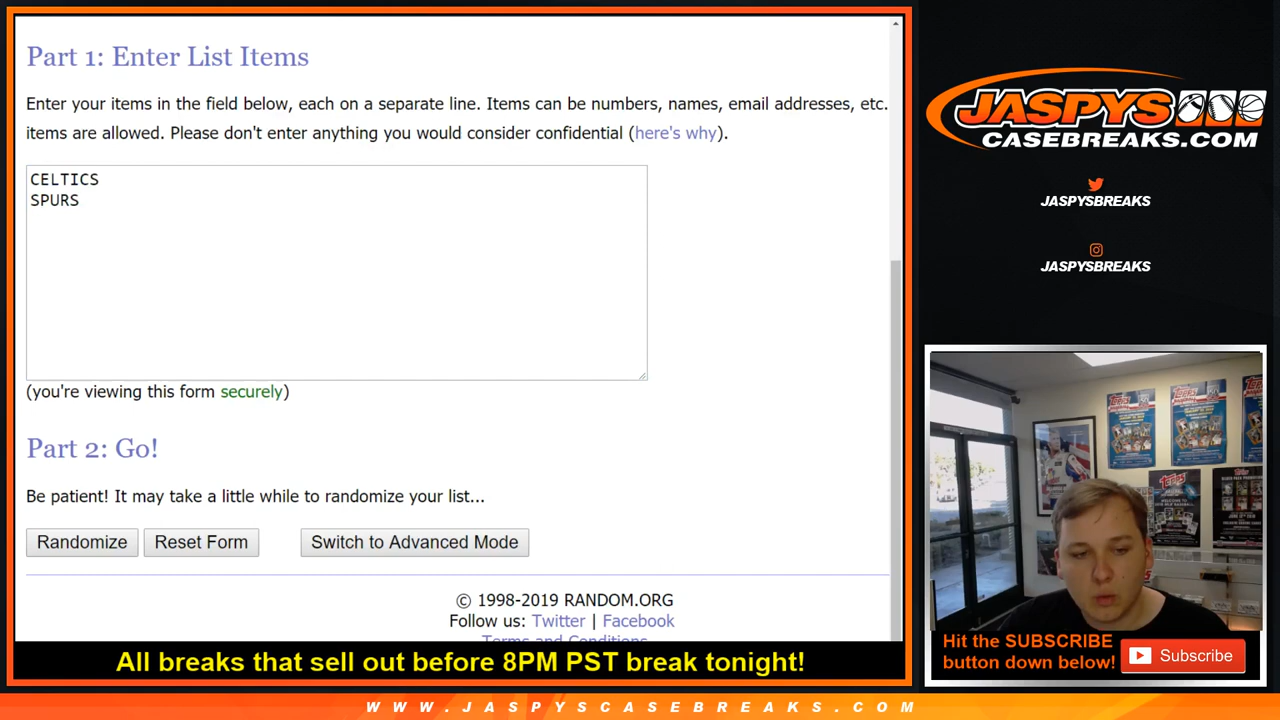 Part 1: Enter List Items
Enter your items in the field below, each on a separate line. Items can be numbers, names, email addresses, etc.
items are allowed. Please don't enter anything you would consider confidential (here's why).
CELTICS
SPURS
(you're viewing this form securely)
Part 2: Go!
Be patient! It may take a little while to randomize your list...
Randomize
Reset Form
Switch to Advanced Mode
© 1998-2019 RANDOM.ORG
Follow us: Twitter | Facebook
Terms and Conditions
All breaks that sell out before 8PM PST break tonight!
JASPYS
CASEBREAKS.COM
JASPYSBREAKS
JASPYSBREAKS
Hit the SUBSCRIBE
button down below!
Subscribe
WWW.JASPYSCASEBREAKS.COM